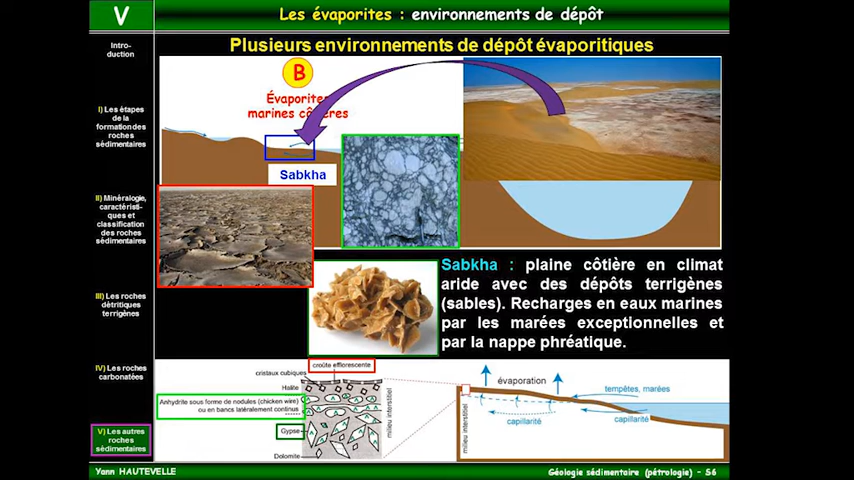 V
Les évaporites : environnements de dépôt
Intro-
duction
I) Les étapes
de la
formation des
roches
sédimentaires
II) Minéralogie,
caractéristi-
ques et
classification
des roches
sédimentaires
III) Les roches
détritiques
terrigènes
IV) Les roches
carbonatées
V) Les autres
roches
sédimentaires
Plusieurs environnements de dépôt évaporitiques
B
Évaporites
marines côtières
Sabkha
Sabkha : plaine côtière en climat
aride avec des dépôts terrigènes
(sables). Recharges en eaux marines
par les marées exceptionnelles et
par la nappe phréatique.
croûte efflorescente
cristaux cubiques
Halite
Anhydrite sous forme de nodules (chicken wire)
ou en bancs latéralement continus
Gypse
Dolomite
milieu interstitiel
évaporation
tempêtes, marées
capillarité
capillarité
milieu interstitiel
Yann HAUTEVELLE
Géologie sédimentaire (pétrologie) - 56